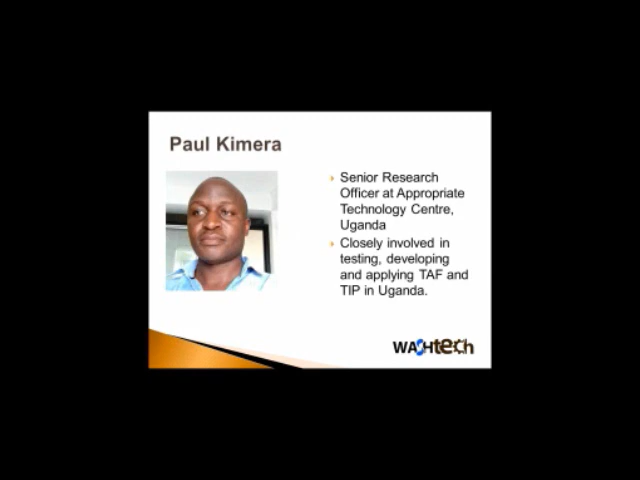 Paul Kimera
Senior Research
Officer at Appropriate
Technology Centre,
Uganda
Closely involved in
testing, developing
and applying TAF and
TIP in Uganda.
WASHtech